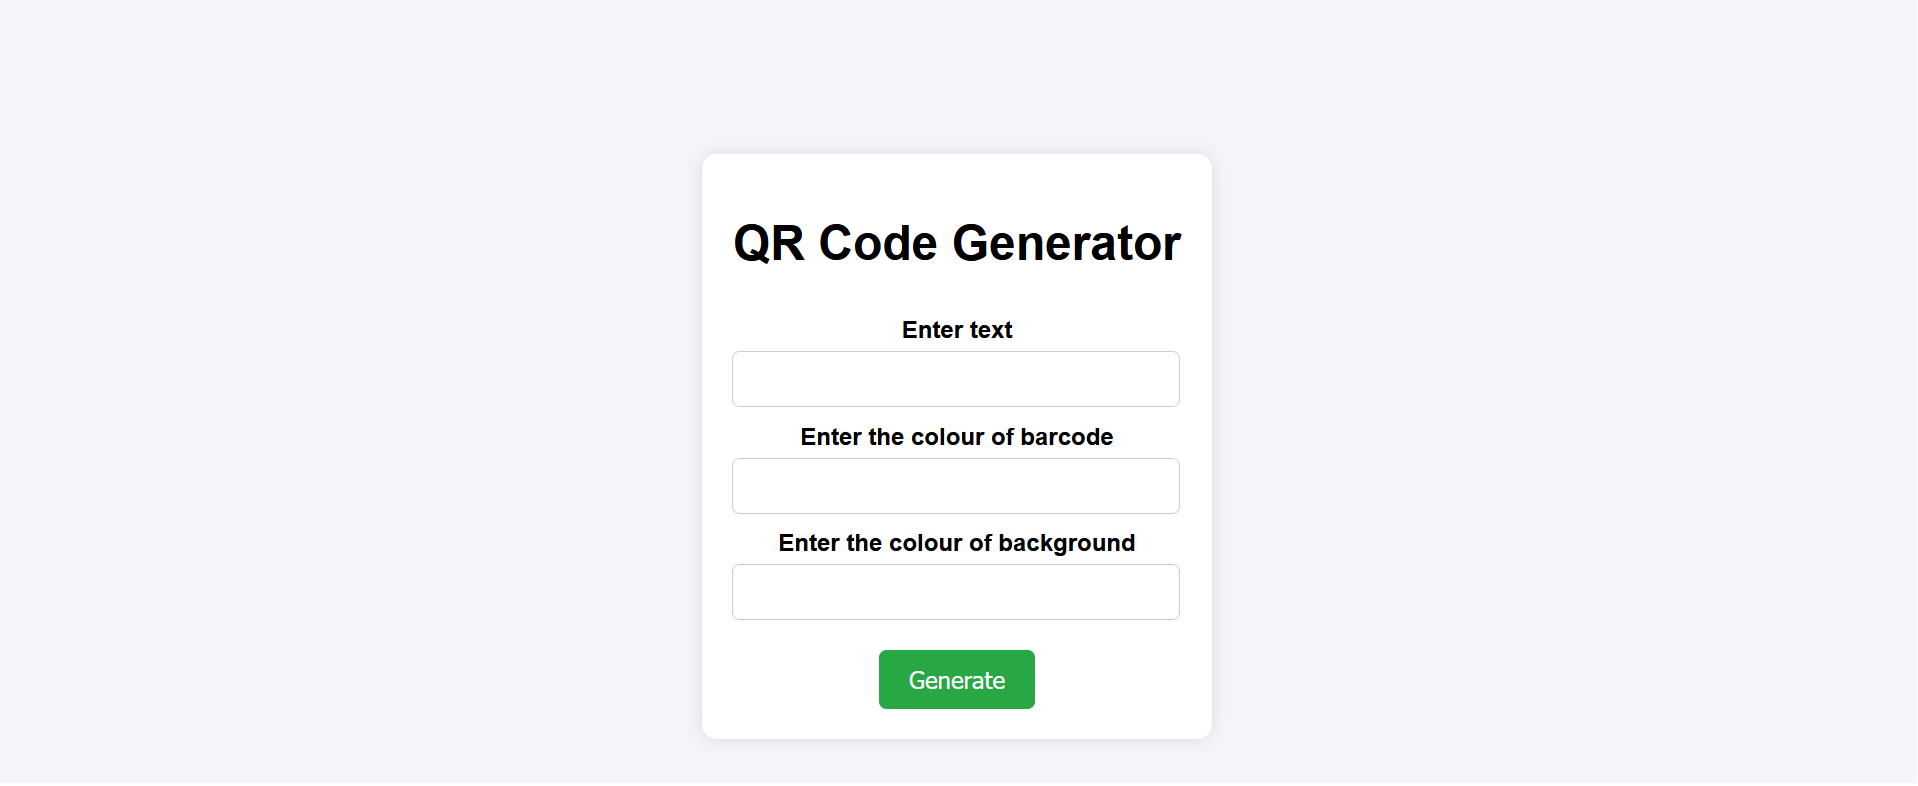 QR Code Generator
Enter text
Enter the colour of barcode
Enter the colour of background
Generate